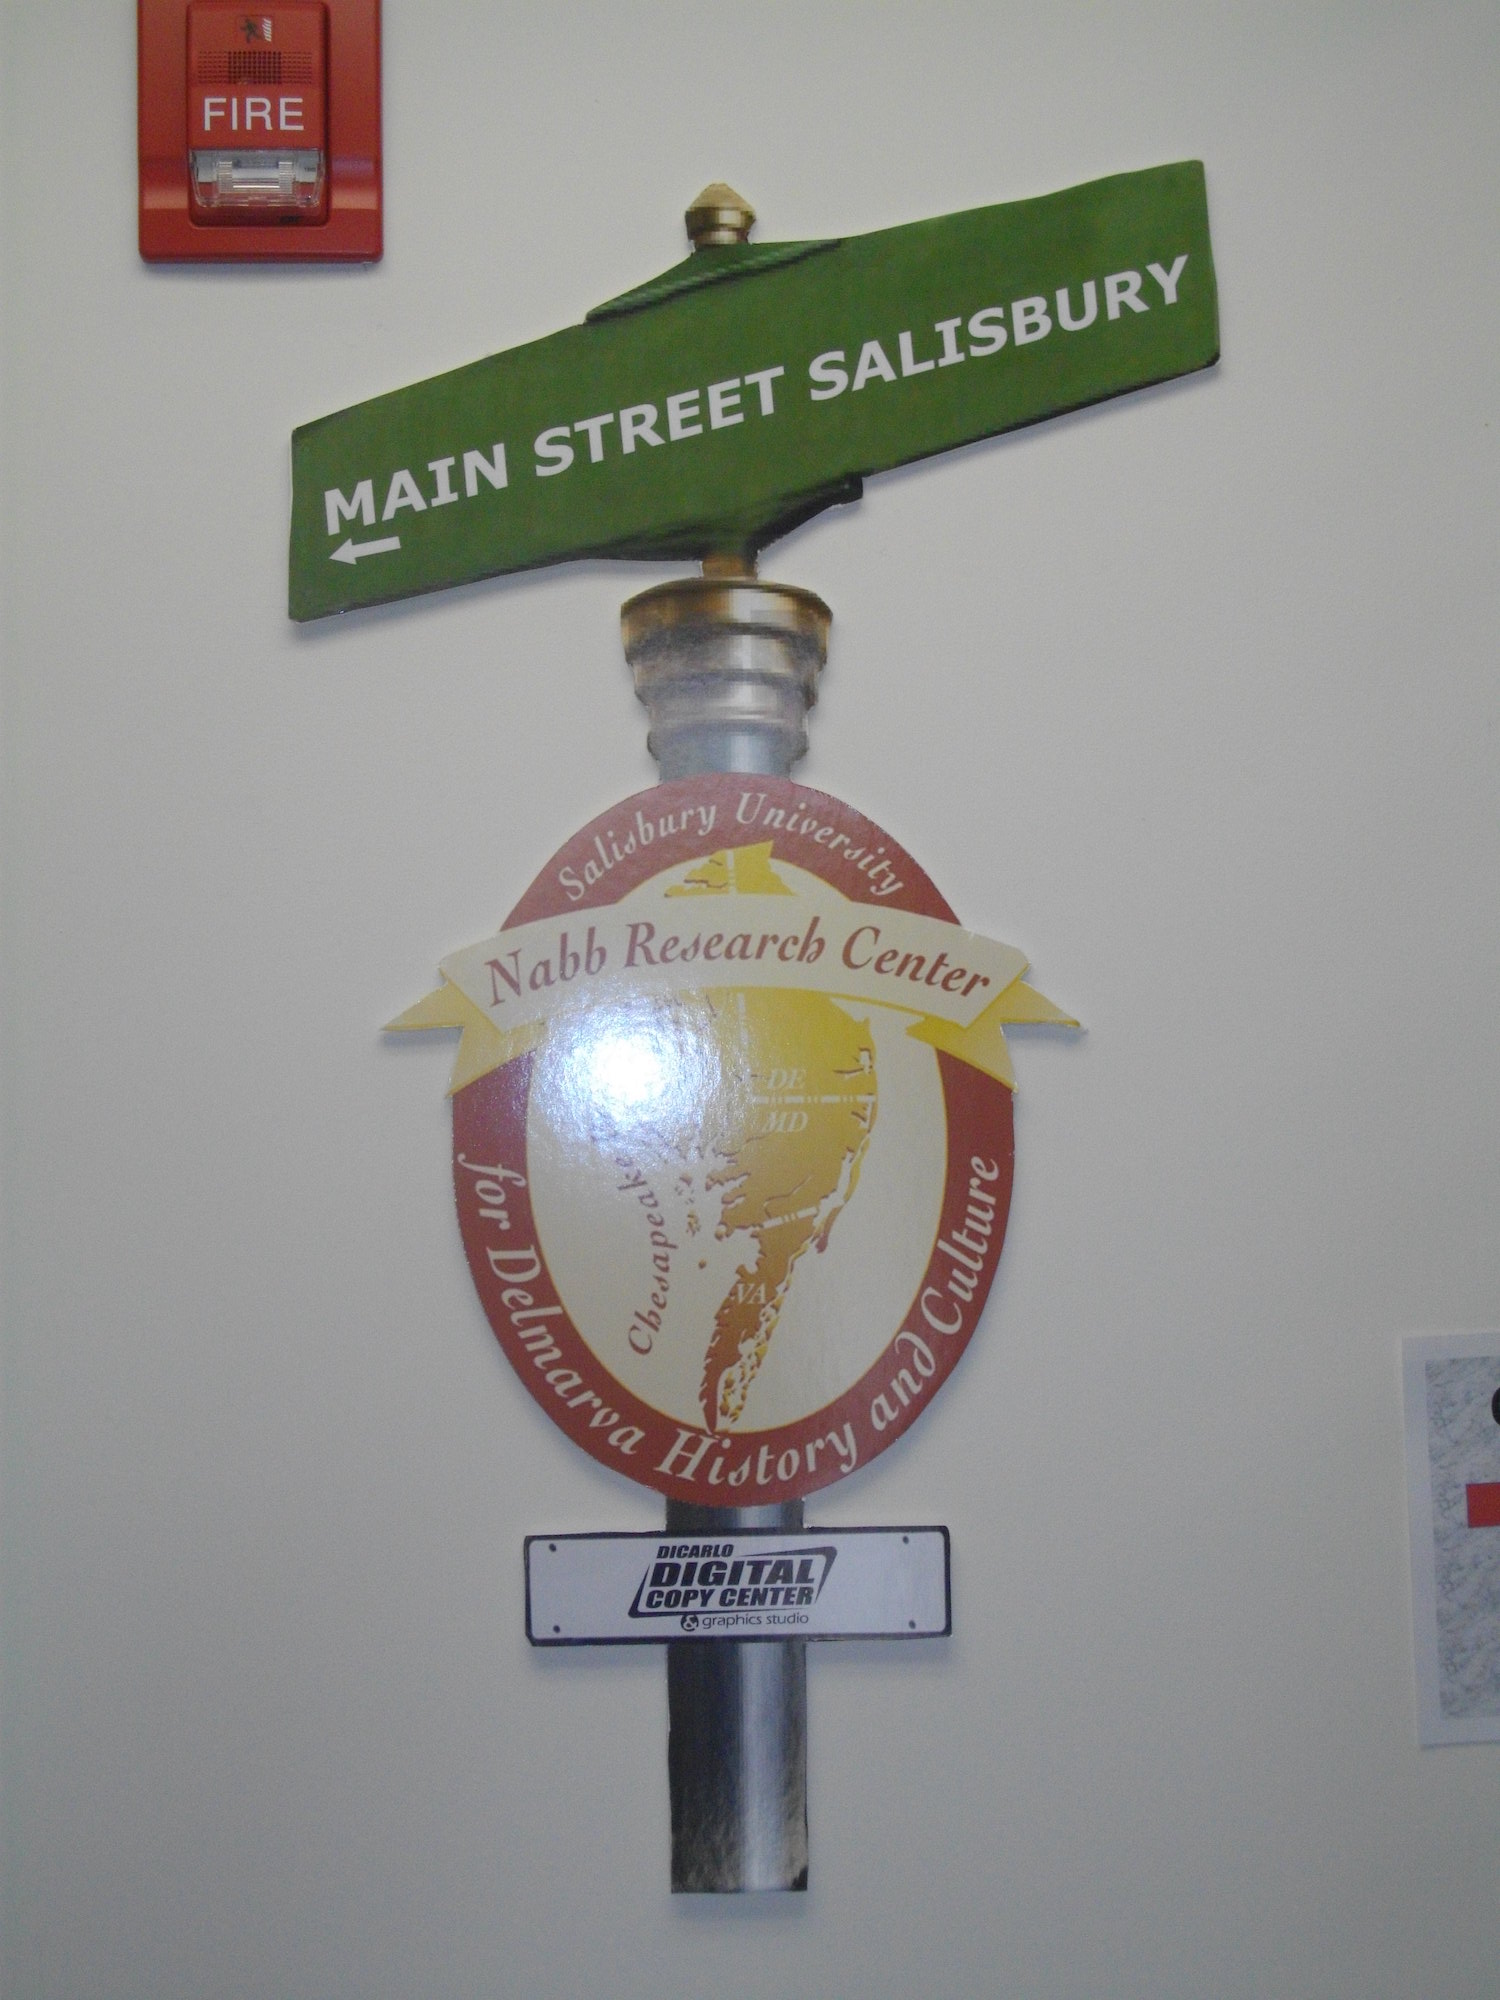 FIRE
MAIN STREET SALISBURY
Salisbury University
Nabb Research Center
DE
MD
Chesapeake
VA
for Delmarva History and Culture
DICARLO
DIGITAL
COPY CENTER
& graphics studio